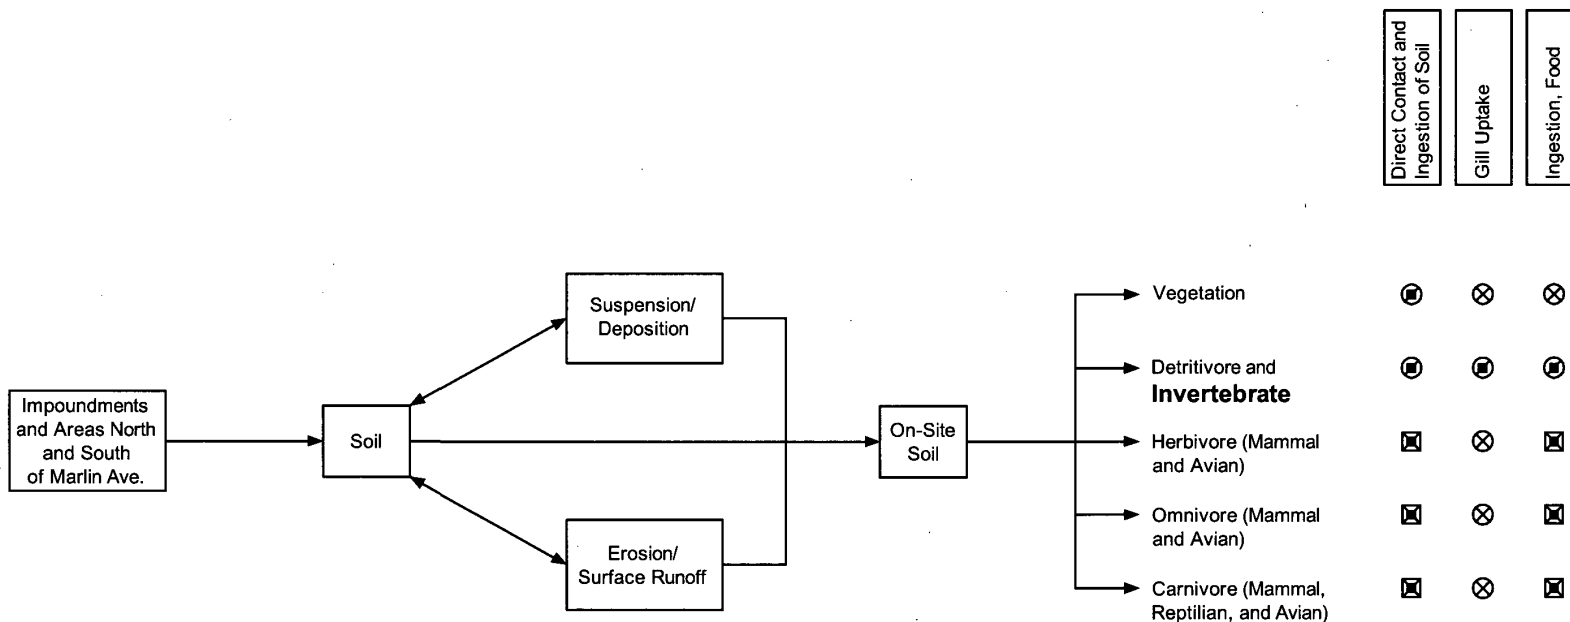 Direct Contact and
Ingestion of Soil
Gill Uptake
Ingestion, Food
Impoundments
and Areas North
and South
of Marlin Ave.
Soil
Suspension/
Deposition
Erosion/
Surface Runoff
On-Site
Soil
Vegetation
Detritivore and
Invertebrate
Herbivore (Mammal
and Avian)
Omnivore (Mammal
and Avian)
Carnivore (Mammal,
Reptilian, and Avian)